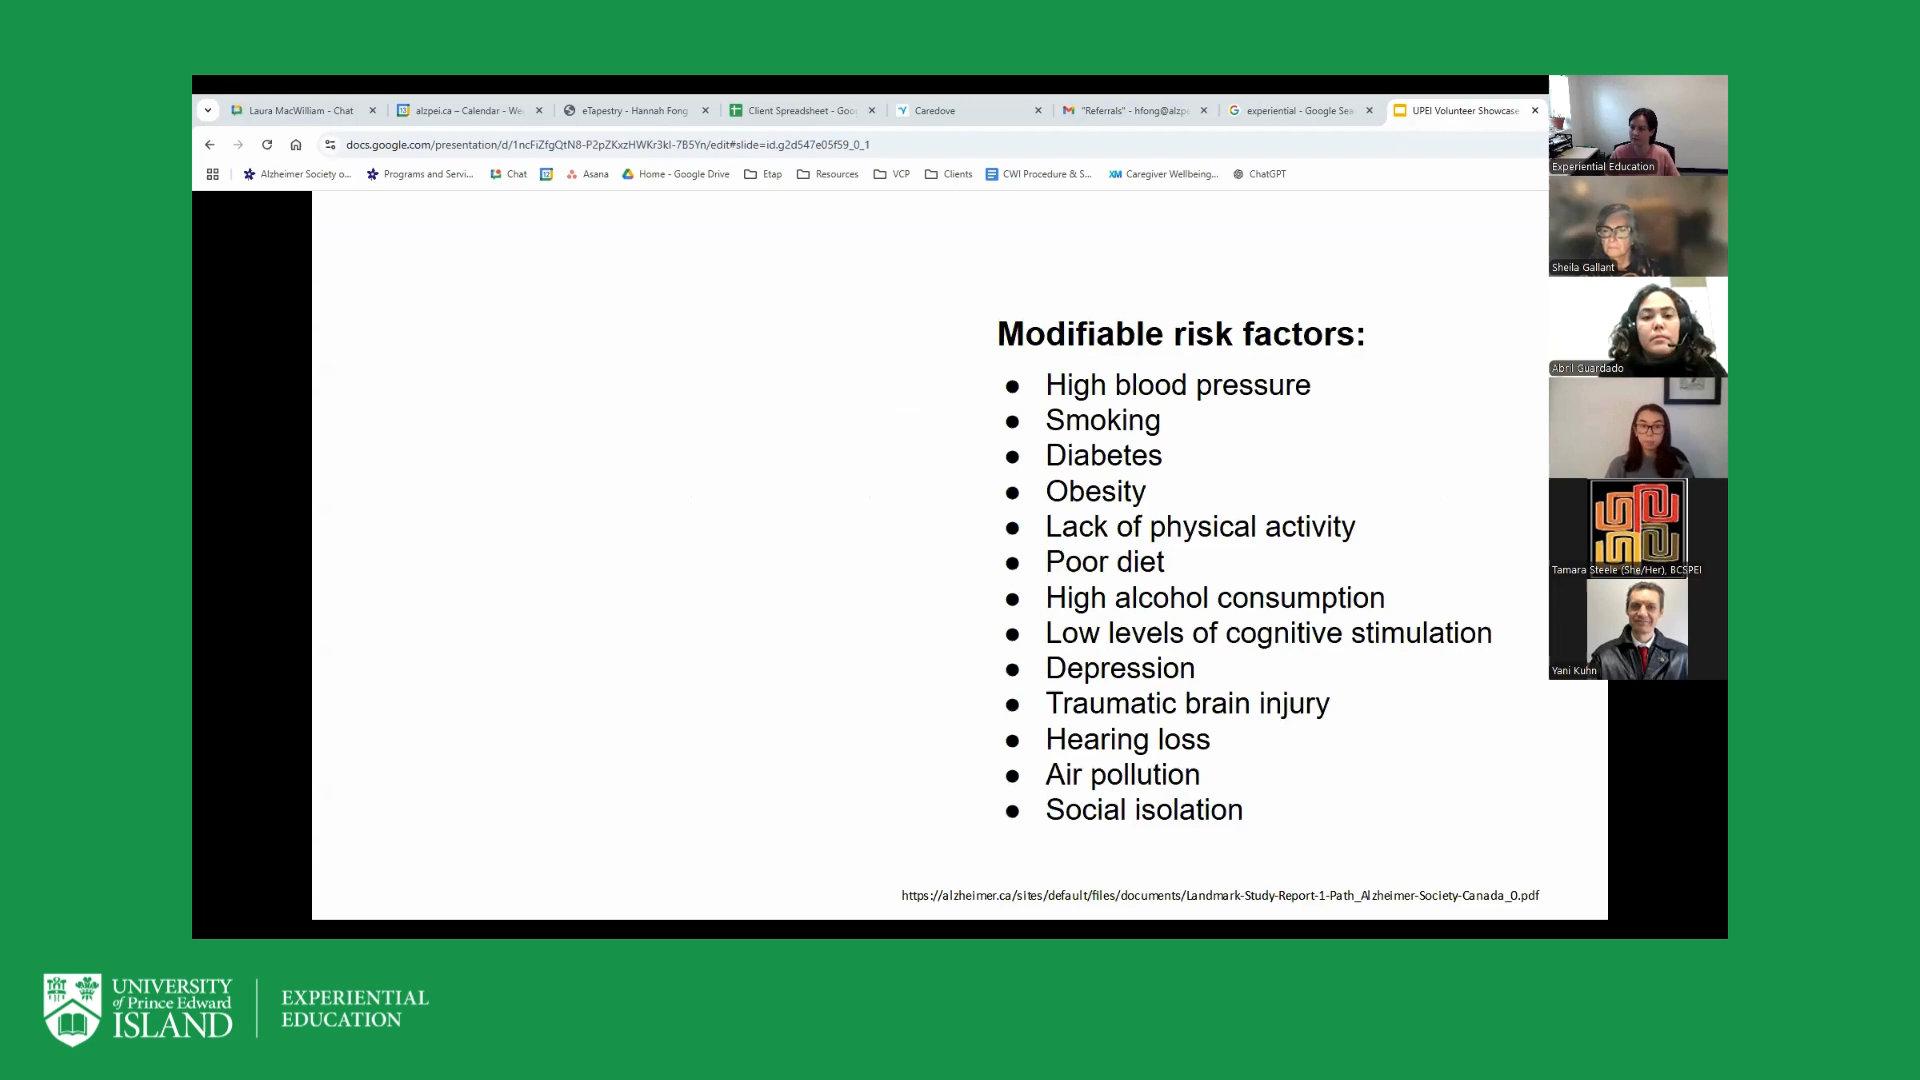 Laura MacWilliam - Chat
alzpei.ca – Calendar - We
eTapestry - Hannah Fong
Client Spreadsheet - Goo
Caredove
"Referrals" - hfong@alzpe
experiential - Google Sea
UPEI Volunteer Showcase
docs.google.com/presentation/d/1ncFiZfgQtN8-P2pZKxzHWKr3kI-7B5Yn/edit#slide=id.g2d547e05f59_0_1
Alzheimer Society o...
Programs and Servi...
Chat
Asana
Home - Google Drive
Etap
Resources
VCP
Clients
CWI Procedure & S...
XM Caregiver Wellbeing...
ChatGPT
Experiential Education
Sheila Gallant
Abril Guardado
Tamara Steele (She/Her), BCSPEI
Yani Kuhn
Modifiable risk factors:
● High blood pressure
● Smoking
● Diabetes
● Obesity
● Lack of physical activity
● Poor diet
● High alcohol consumption
● Low levels of cognitive stimulation
● Depression
● Traumatic brain injury
● Hearing loss
● Air pollution
● Social isolation
https://alzheimer.ca/sites/default/files/documents/Landmark-Study-Report-1-Path_Alzheimer-Society-Canada_0.pdf
UNIVERSITY
of Prince Edward
ISLAND
EXPERIENTIAL
EDUCATION